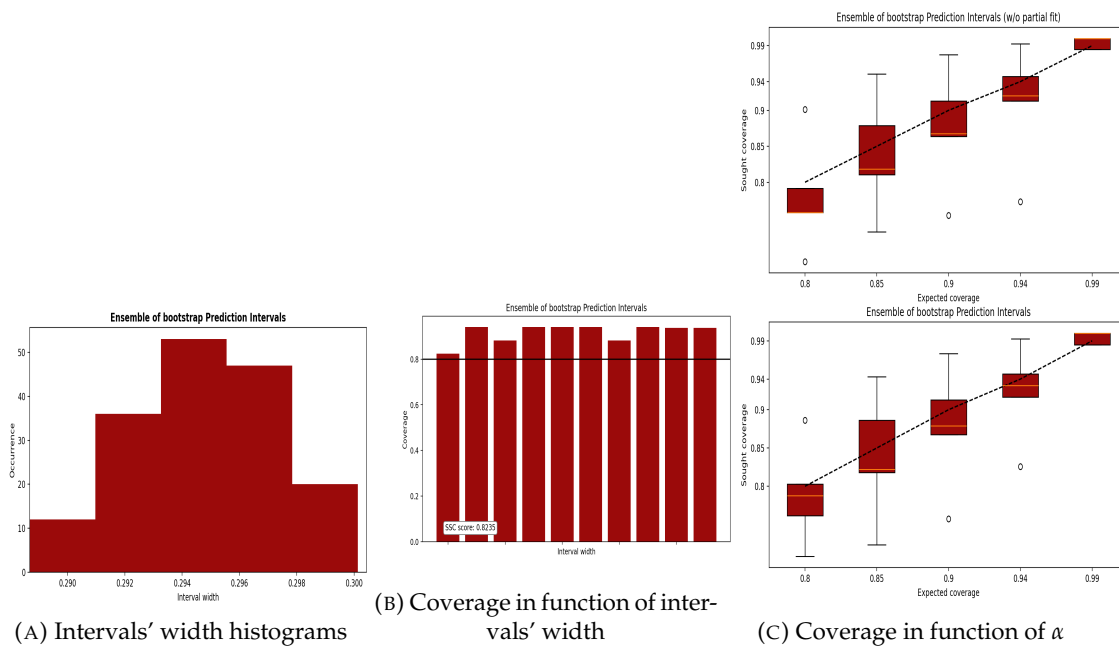 Ensemble of bootstrap Prediction Intervals (w/o partial fit)
0.99
0.94
0.9
0.85
0.8
Sought coverage
0.8 0.85 0.9 0.94 0.99
Expected coverage
Ensemble of bootstrap Prediction Intervals
50
40
30
20
10
0
Occurrence
0.290 0.292 0.294 0.296 0.298 0.300
Interval width
(A) Intervals' width histograms
Ensemble of bootstrap Prediction Intervals
0.8
0.6
0.4
0.2
0.0
Coverage
SSC score: 0.8235
Interval width
(B) Coverage in function of inter-
vals' width
Ensemble of bootstrap Prediction Intervals
0.99
0.94
0.9
0.85
0.8
Sought coverage
0.8 0.85 0.9 0.94 0.99
Expected coverage
(C) Coverage in function of α